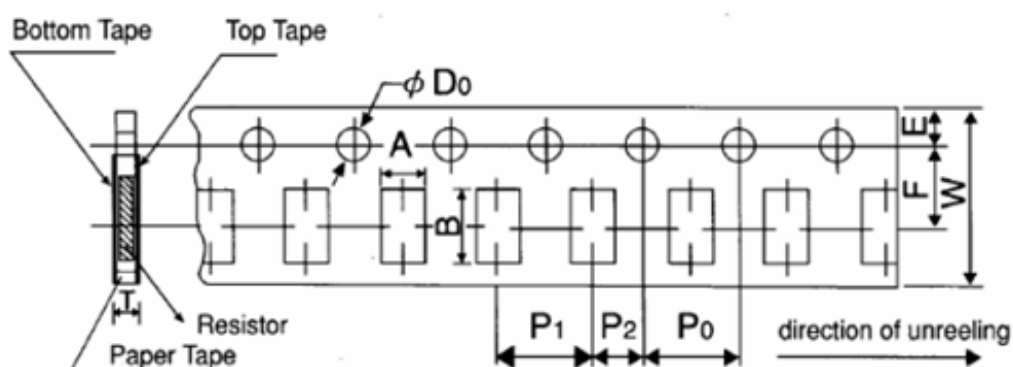 Bottom Tape
Top Tape
ϕ D0
A
E
F
W
B
T
Resistor
Paper Tape
P1
P2
P0
direction of unreeling